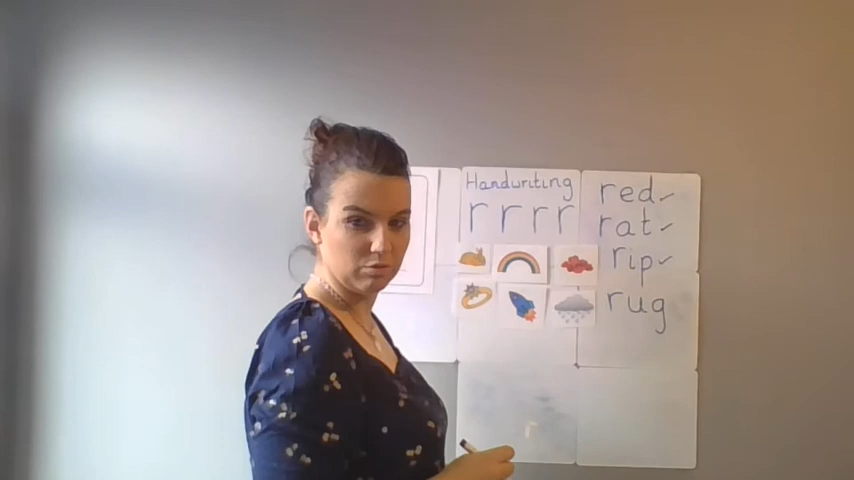 Handwriting
r r r r
red ✓
rat ✓
rip ✓
rug